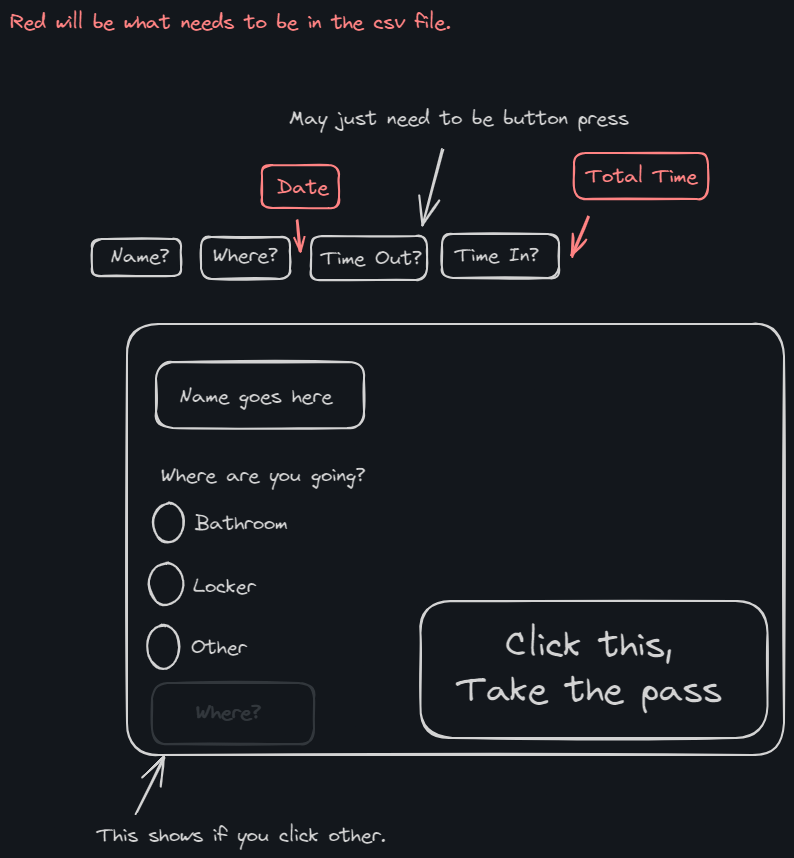 Red will be what needs to be in the csv file.
May just need to be button press
Date
Total Time
Name?
Where?
Time Out?
Time In?
Name goes here
Where are you going?
Bathroom
Locker
Other
Where?
Click this,
Take the pass
This shows if you click other.